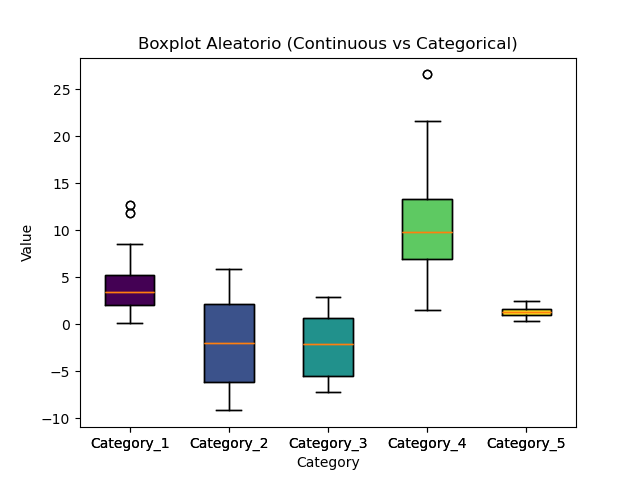 Boxplot Aleatorio (Continuous vs Categorical)
Value
25
20
15
10
5
0
−5
−10
Category_1 Category_2 Category_3 Category_4 Category_5
Category